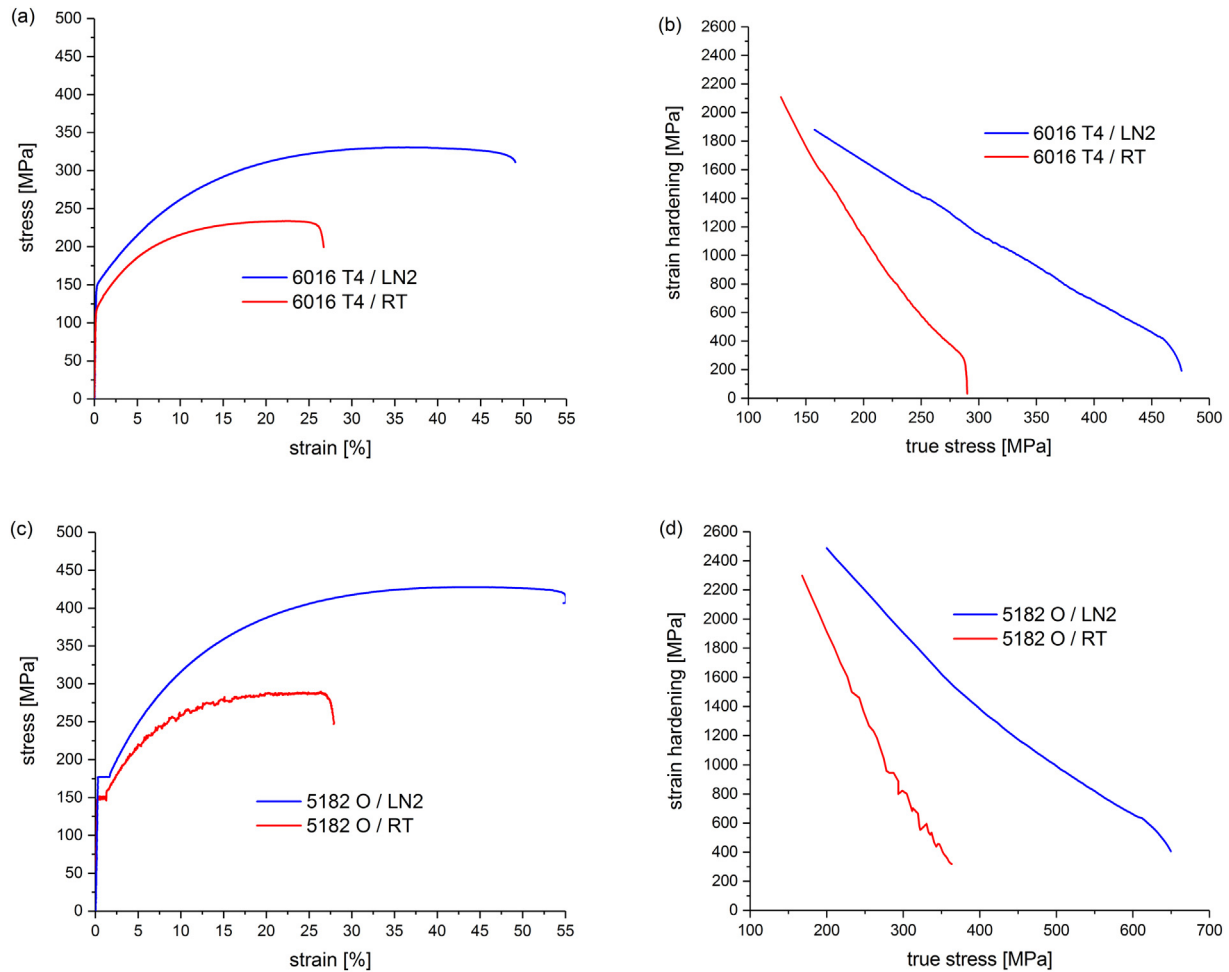 (a)
500
450
400
350
300
250
200
150
100
50
0
stress [MPa]
6016 T4 / LN2
6016 T4 / RT
0 5 10 15 20 25 30 35 40 45 50 55
strain [%]
(b)
2600
2400
2200
2000
1800
1600
1400
1200
1000
800
600
400
200
0
strain hardening [MPa]
6016 T4 / LN2
6016 T4 / RT
100 150 200 250 300 350 400 450 500
true stress [MPa]
(c)
500
450
400
350
300
250
200
150
100
50
0
stress [MPa]
5182 O / LN2
5182 O / RT
0 5 10 15 20 25 30 35 40 45 50 55
strain [%]
(d)
2600
2400
2200
2000
1800
1600
1400
1200
1000
800
600
400
200
0
strain hardening [MPa]
5182 O / LN2
5182 O / RT
100 200 300 400 500 600 700
true stress [MPa]